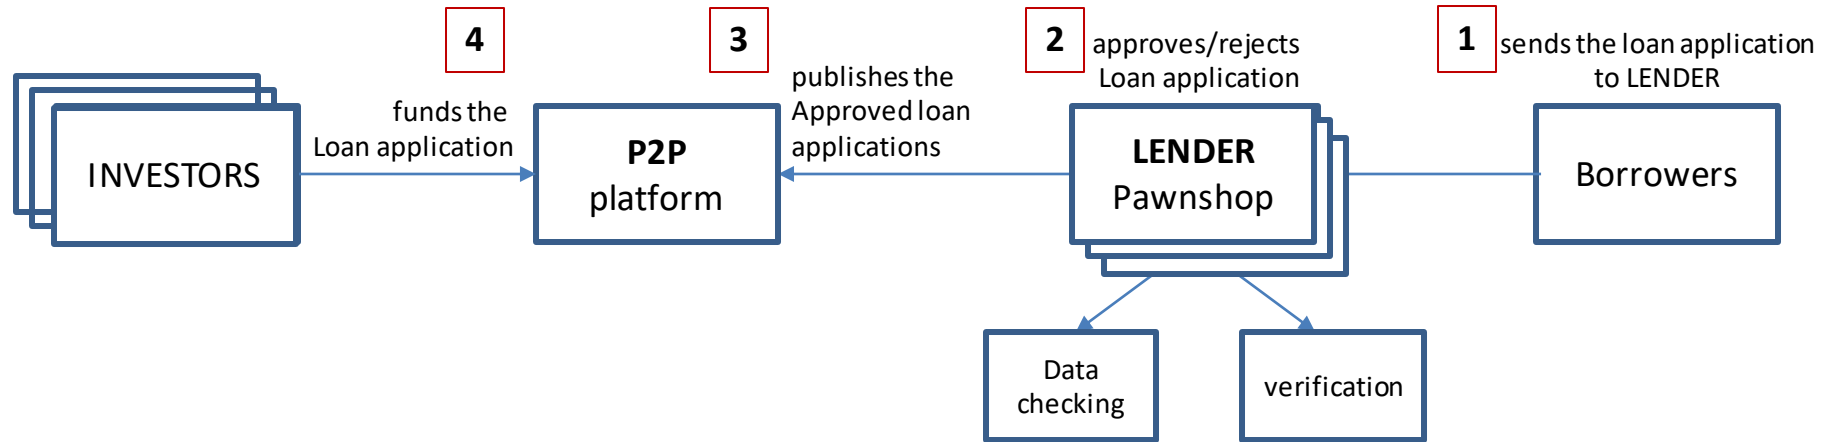 4
funds the
Loan application
INVESTORS
3
publishes the
Approved loan
applications
P2P
platform
2
approves/rejects
Loan application
LENDER
Pawnshop
1
sends the loan application
to LENDER
Borrowers
Data
checking
verification